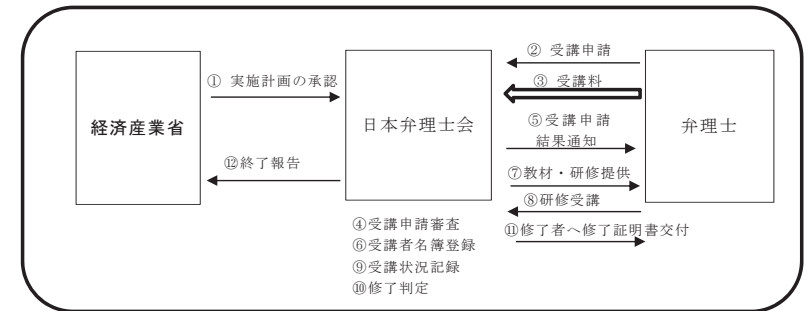 ② 受講申請
① 実施計画の承認
③ 受講料
経済産業省
日本弁理士会
弁理士
⑤受講申請
結果通知
⑫終了報告
⑦教材・研修提供
⑧研修受講
④受講申請審査
⑪修了者へ修了証明書交付
⑥受講者名簿登録
⑨受講状況記録
⑩修了判定